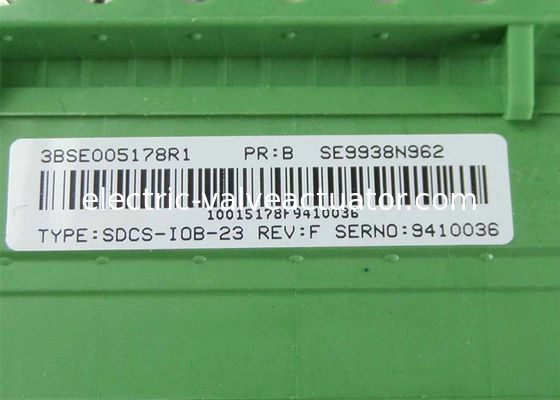 3BSE005178R1 PR:B SE9938N962
electric-valveactuator.com
10015178F9410036
TYPE:SDCS-IOB-23 REV:F SERNO:9410036